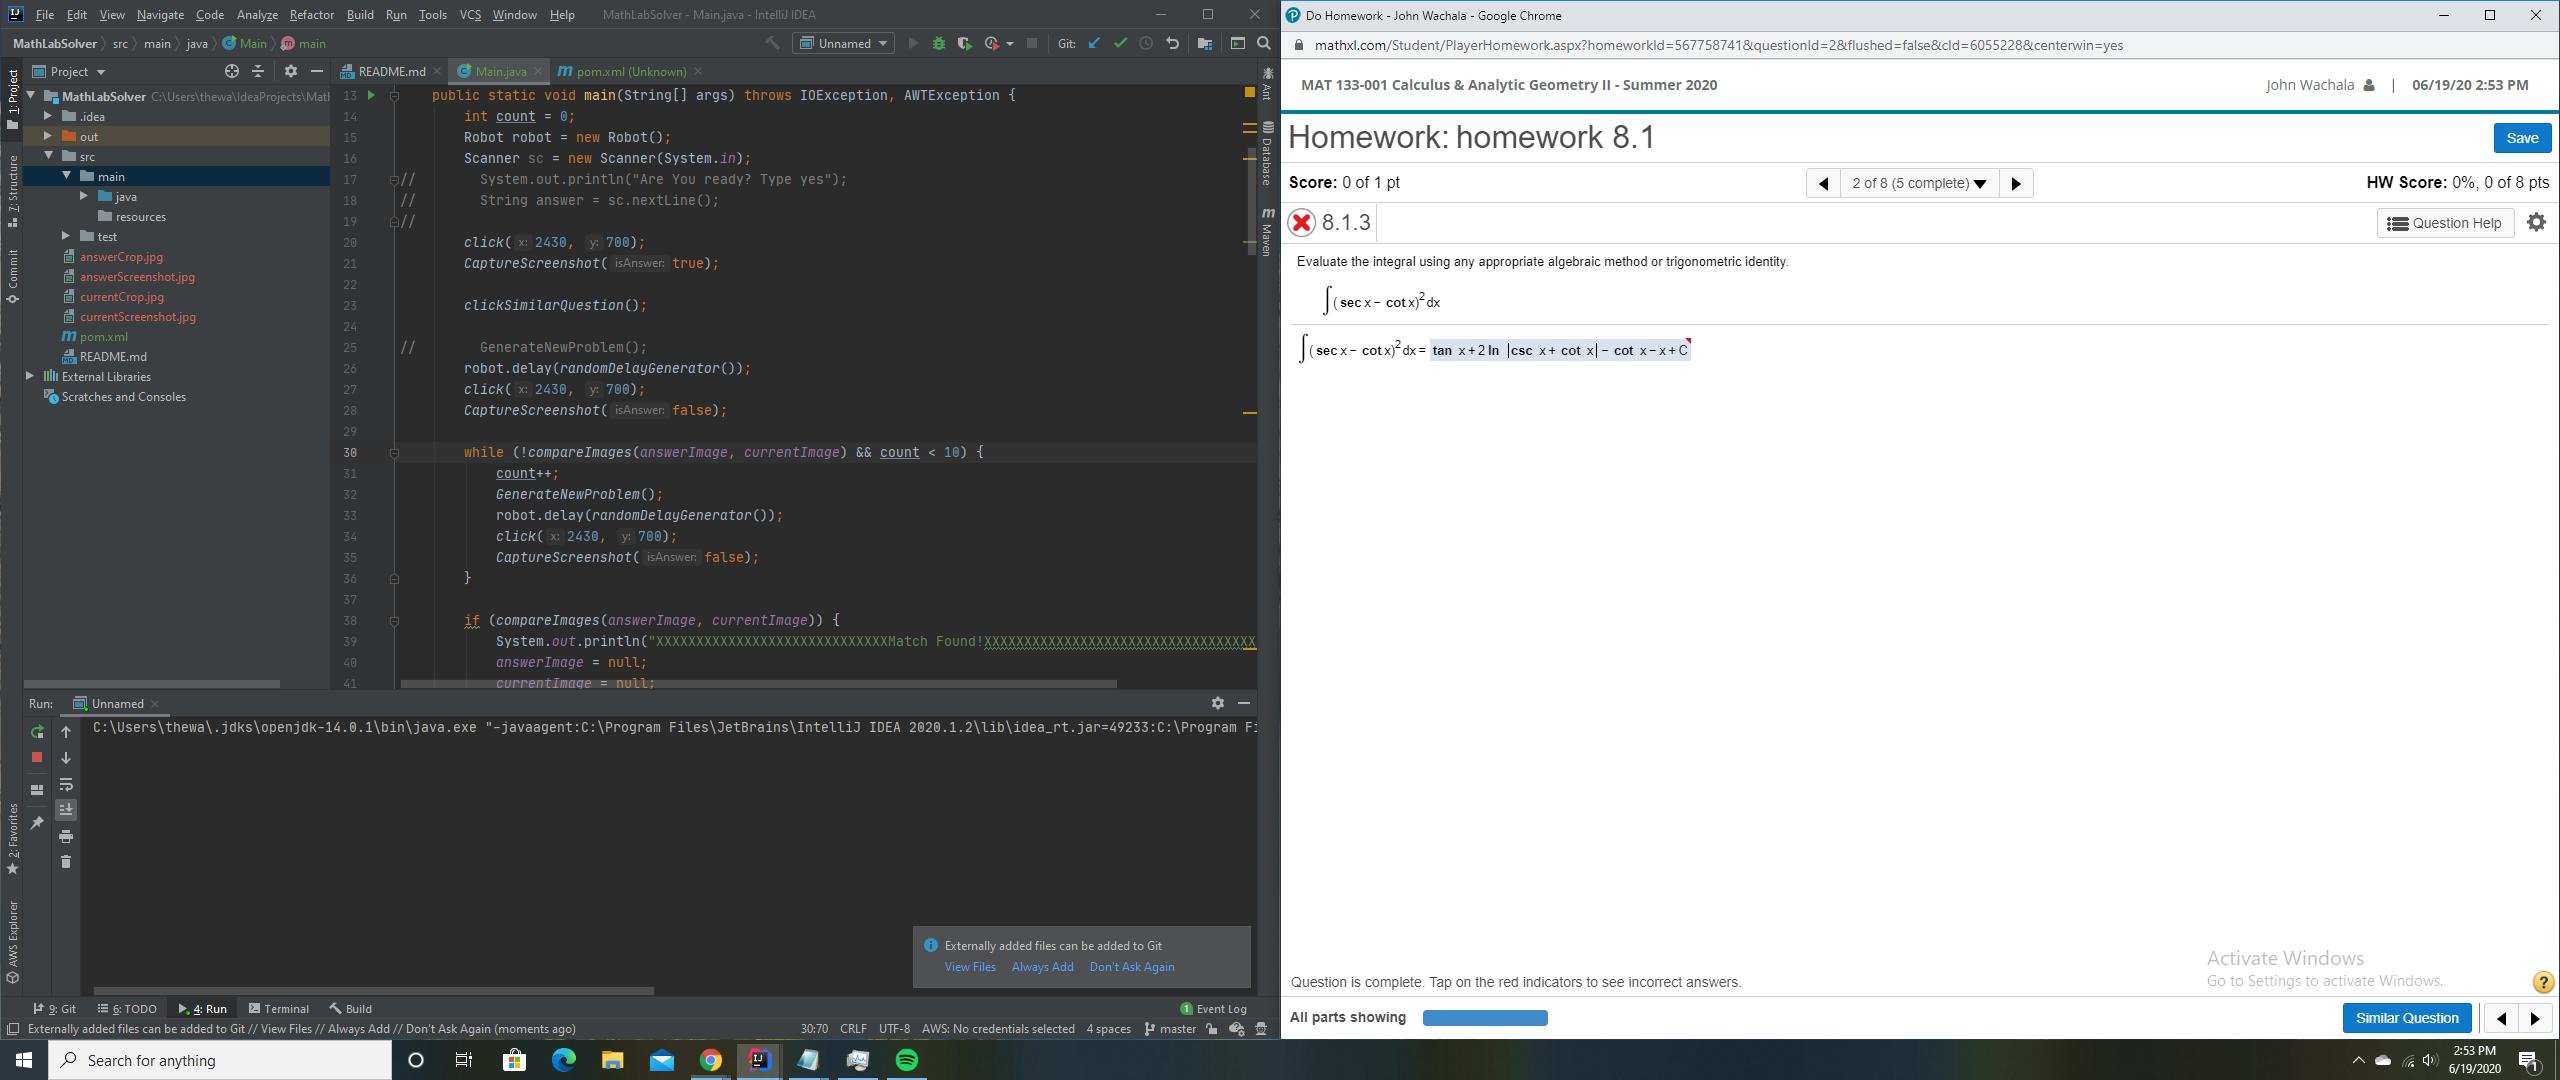 File Edit View Navigate Code Analyze Refactor Build Run Tools VCS Window Help MathLabSolver - Main.java - IntelliJ IDEA
MathLabSolver src main java Main main
Unnamed Git:
Project
README.md Main.java pom.xml (Unknown)
MathLabSolver C:\Users\thewa\IdeaProjects\Math
.idea
out
src
main
java
resources
test
answerCrop.jpg
answerScreenshot.jpg
currentCrop.jpg
currentScreenshot.jpg
pom.xml
README.md
External Libraries
Scratches and Consoles
1: Project
7: Structure
Commit
2: Favorites
AWS Explorer
13 public static void main(String[] args) throws IOException, AWTException {
14 int count = 0;
15 Robot robot = new Robot();
16 Scanner sc = new Scanner(System.in);
17 // System.out.println("Are You ready? Type yes");
18 // String answer = sc.nextLine();
19 //
20 click( x: 2430, y: 700);
21 CaptureScreenshot( isAnswer: true);
22
23 clickSimilarQuestion();
24
25 // GenerateNewProblem();
26 robot.delay(randomDelayGenerator());
27 click( x: 2430, y: 700);
28 CaptureScreenshot( isAnswer: false);
29
30 while (!compareImages(answerImage, currentImage) && count < 10) {
31 count++;
32 GenerateNewProblem();
33 robot.delay(randomDelayGenerator());
34 click( x: 2430, y: 700);
35 CaptureScreenshot( isAnswer: false);
36 }
37
38 if (compareImages(answerImage, currentImage)) {
39 System.out.println("XXXXXXXXXXXXXXXXXXXXXXXXXXXXXMatch Found!XXXXXXXXXXXXXXXXXXXXXXXXXXXXXXXXXX
40 answerImage = null;
41 currentImage = null;
Ant
Database
Maven
Run: Unnamed
C:\Users\thewa\.jdks\openjdk-14.0.1\bin\java.exe "-javaagent:C:\Program Files\JetBrains\IntelliJ IDEA 2020.1.2\lib\idea_rt.jar=49233:C:\Program Fi
Externally added files can be added to Git
View Files Always Add Don't Ask Again
9: Git 6: TODO 4: Run Terminal Build 1 Event Log
Externally added files can be added to Git // View Files // Always Add // Don't Ask Again (moments ago) 30:70 CRLF UTF-8 AWS: No credentials selected 4 spaces master
Do Homework - John Wachala - Google Chrome
mathxl.com/Student/PlayerHomework.aspx?homeworkId=567758741&questionId=2&flushed=false&cId=6055228&centerwin=yes
MAT 133-001 Calculus & Analytic Geometry II - Summer 2020 John Wachala | 06/19/20 2:53 PM
Homework: homework 8.1 Save
Score: 0 of 1 pt 2 of 8 (5 complete) HW Score: 0%, 0 of 8 pts
8.1.3 Question Help
Evaluate the integral using any appropriate algebraic method or trigonometric identity.
∫(sec x − cot x)² dx
∫(sec x − cot x)² dx = tan x + 2 ln |csc x + cot x| − cot x − x + C
Activate Windows
Go to Settings to activate Windows.
Question is complete. Tap on the red indicators to see incorrect answers. ?
All parts showing Similar Question
Search for anything
2:53 PM
6/19/2020
1